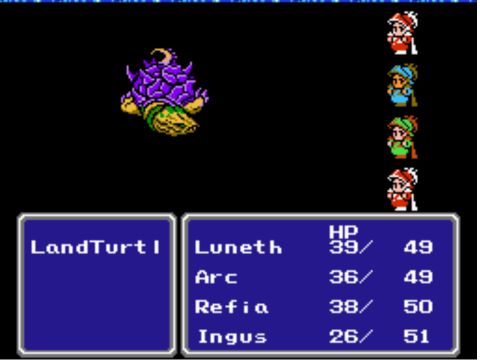 LandTurtl
HP
Luneth 39/ 49
Arc 36/ 49
Refia 38/ 50
Ingus 26/ 51